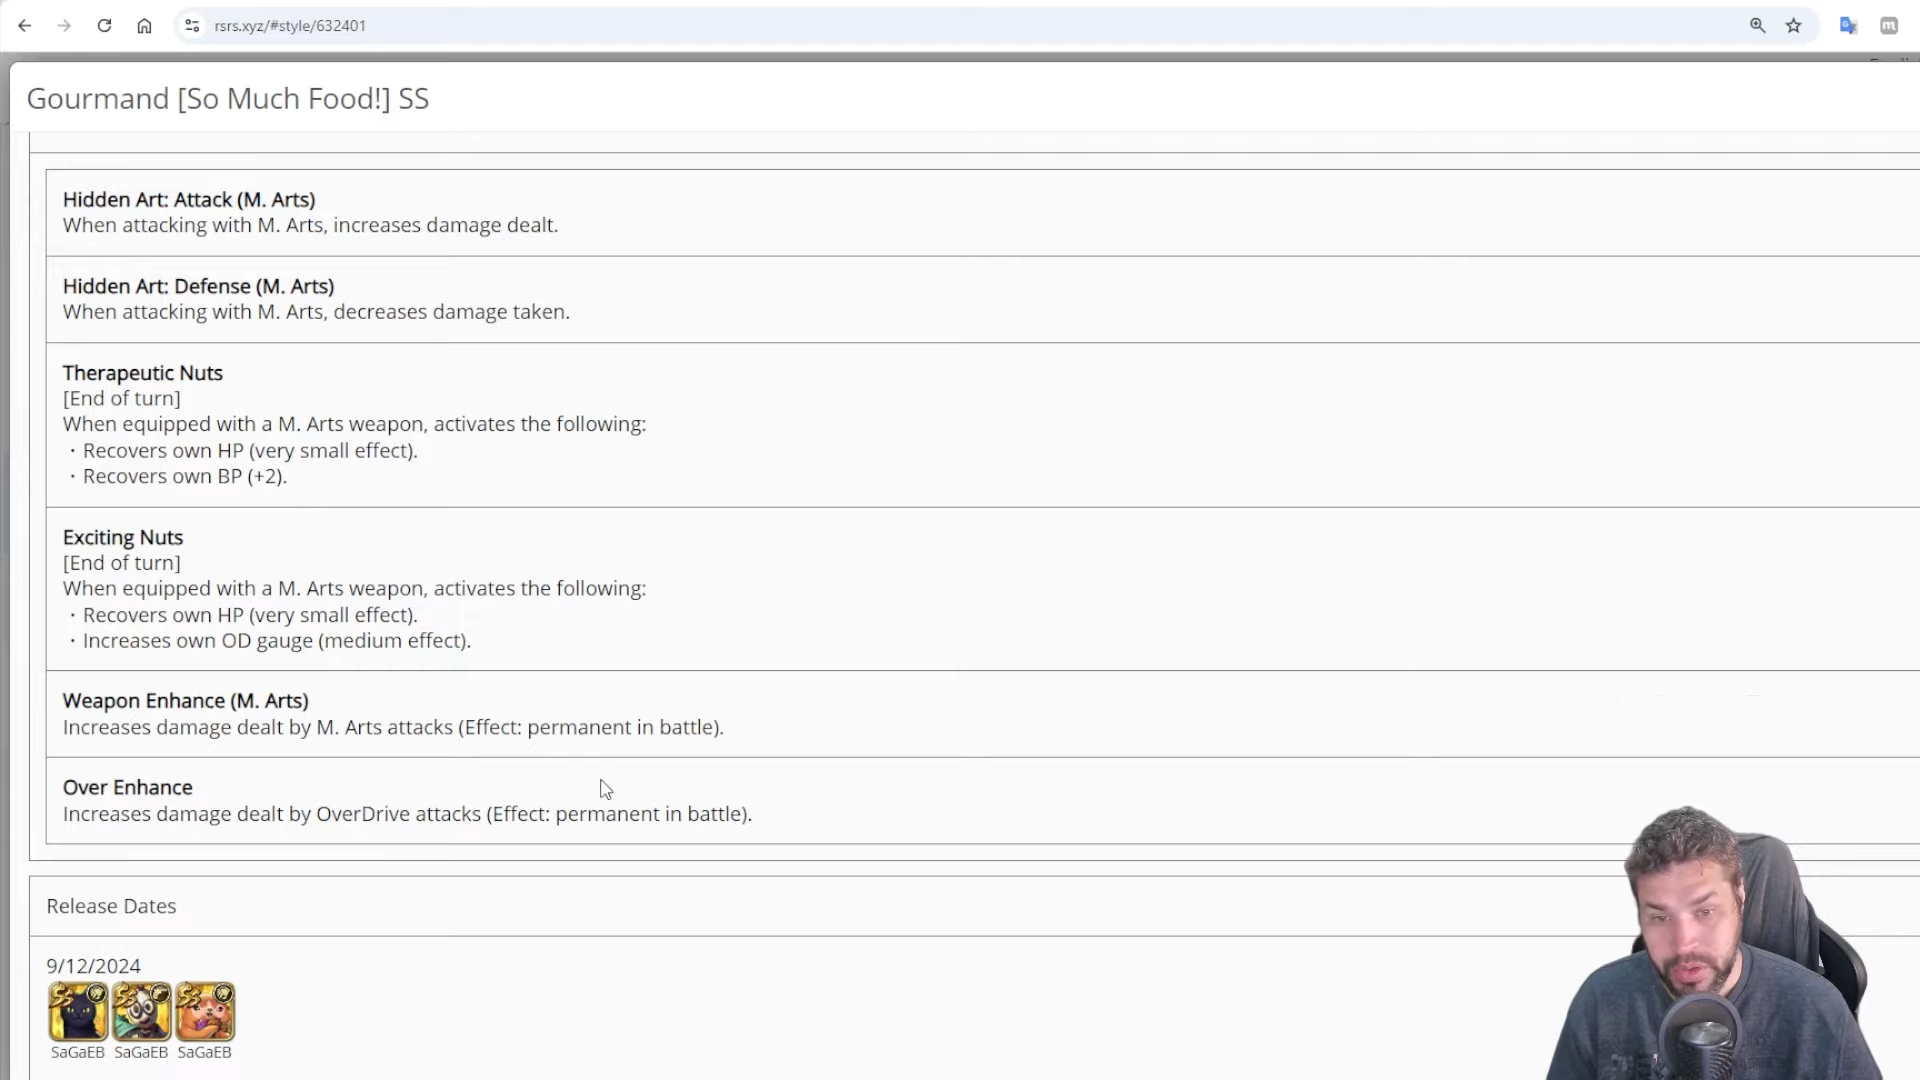 rsrs.xyz/#style/632401
Gourmand [So Much Food!] SS
Hidden Art: Attack (M. Arts)
When attacking with M. Arts, increases damage dealt.
Hidden Art: Defense (M. Arts)
When attacking with M. Arts, decreases damage taken.
Therapeutic Nuts
[End of turn]
When equipped with a M. Arts weapon, activates the following:
・Recovers own HP (very small effect).
・Recovers own BP (+2).
Exciting Nuts
[End of turn]
When equipped with a M. Arts weapon, activates the following:
・Recovers own HP (very small effect).
・Increases own OD gauge (medium effect).
Weapon Enhance (M. Arts)
Increases damage dealt by M. Arts attacks (Effect: permanent in battle).
Over Enhance
Increases damage dealt by OverDrive attacks (Effect: permanent in battle).
Release Dates
9/12/2024
SS SS SS
SaGaEB SaGaEB SaGaEB